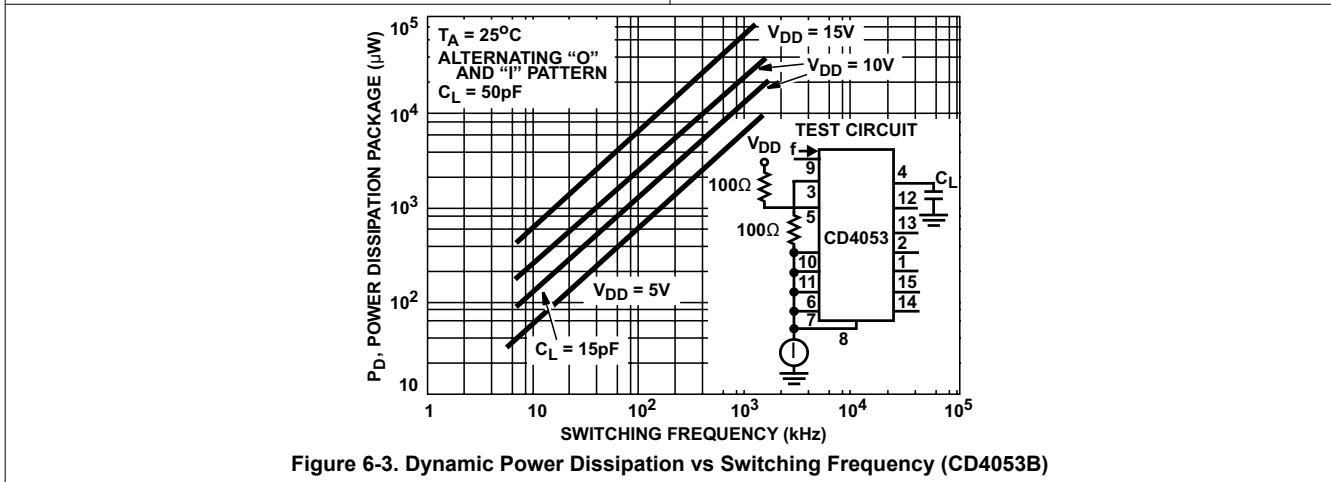 P_D, POWER DISSIPATION PACKAGE (μW)
10⁵
10⁴
10³
10²
10
T_A = 25°C
ALTERNATING “O”
AND “I” PATTERN
C_L = 50pF
V_DD = 15V
V_DD = 10V
V_DD = 5V
C_L = 15pF
TEST CIRCUIT
V_DD
f
100Ω
100Ω
9
3
5
10
11
6
7
8
CD4053
4
12
13
2
1
15
14
C_L
I
1
10
10²
10³
10⁴
10⁵
SWITCHING FREQUENCY (kHz)
Figure 6-3. Dynamic Power Dissipation vs Switching Frequency (CD4053B)